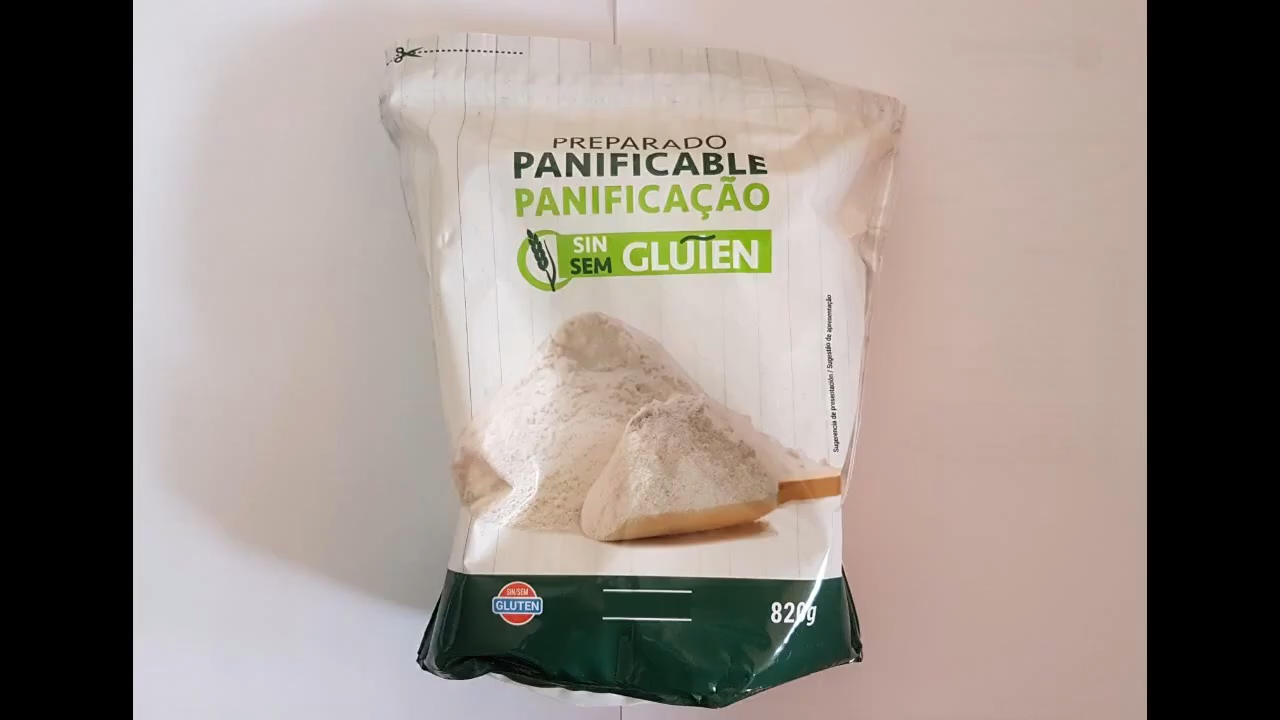 PREPARADO
PANIFICABLE
PANIFICAÇÃO
SIN
SEM GLUTEN
Sugerencia de presentación / Sugestão de apresentação
SIN/SEM
GLUTEN
820g